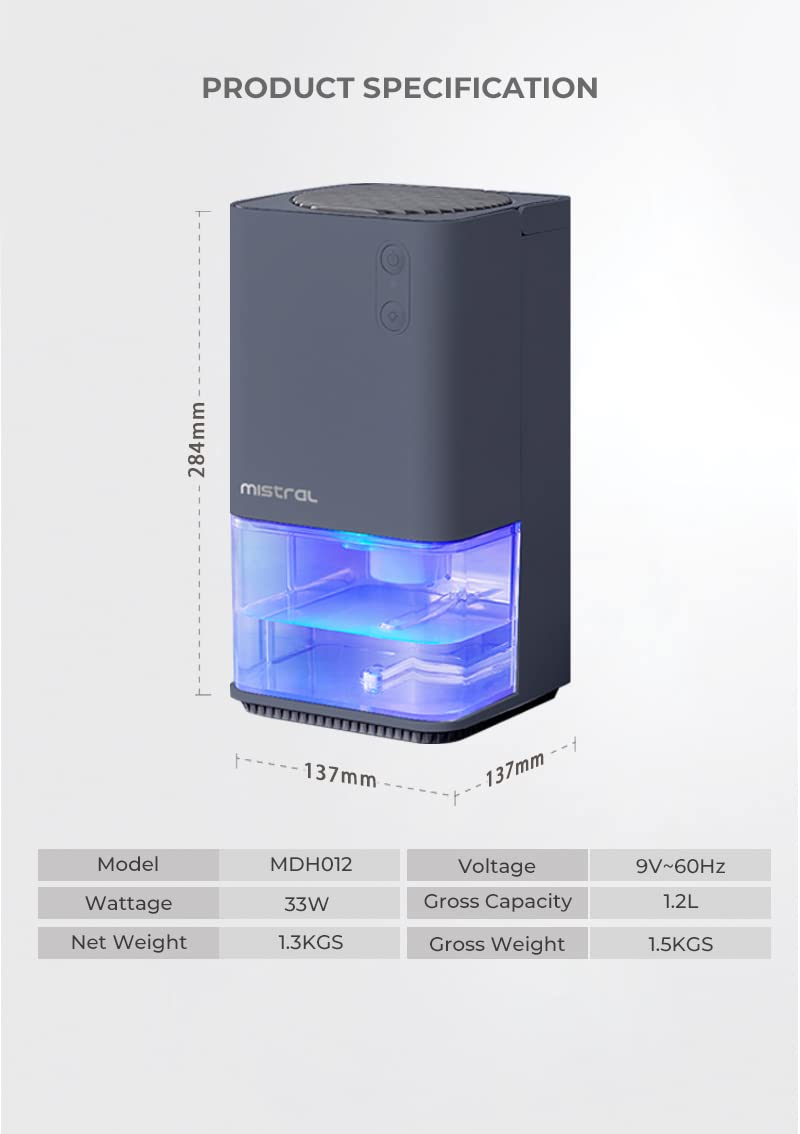 PRODUCT SPECIFICATION
284mm
mistral
137mm
137mm
Model MDH012 Voltage 9V~60Hz
Wattage 33W Gross Capacity 1.2L
Net Weight 1.3KGS Gross Weight 1.5KGS